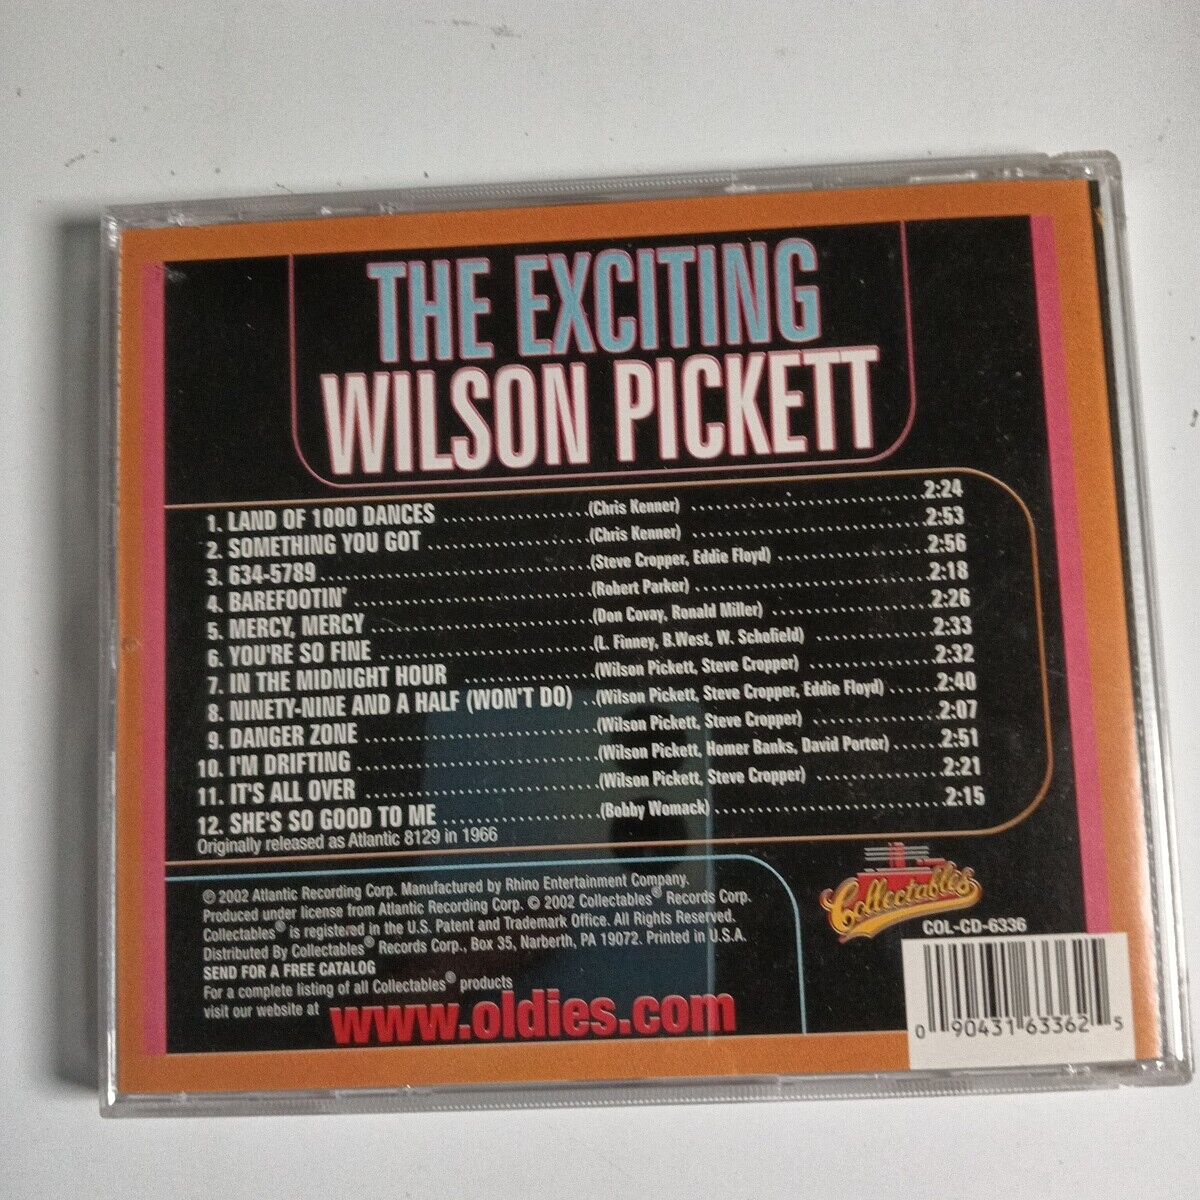 THE EXCITING
WILSON PICKETT
1. LAND OF 1000 DANCES ..................(Chris Kenner) ............................2:24
2. SOMETHING YOU GOT ....................(Chris Kenner) ............................2:53
3. 634-5789..............................(Steve Cropper, Eddie Floyd) ................2:56
4. BAREFOOTIN'...........................(Robert Parker) ...........................2:18
5. MERCY, MERCY .........................(Don Covay, Ronald Miller) .................2:26
6. YOU'RE SO FINE .......................(L. Finney, B.West, W. Schofield) ............2:33
7. IN THE MIDNIGHT HOUR ................(Wilson Pickett, Steve Cropper) .............2:32
8. NINETY-NINE AND A HALF (WON'T DO) ..(Wilson Pickett, Steve Cropper, Eddie Floyd) ......2:40
9. DANGER ZONE ..........................(Wilson Pickett, Steve Cropper) .............2:07
10. I'M DRIFTING .........................(Wilson Pickett, Homer Banks, David Porter) ......2:51
11. IT'S ALL OVER ........................(Wilson Pickett, Steve Cropper) .............2:21
12. SHE'S SO GOOD TO ME ..................(Bobby Womack)............................2:15
Originally released as Atlantic 8129 in 1966
℗ 2002 Atlantic Recording Corp. Manufactured by Rhino Entertainment Company.
Produced under license from Atlantic Recording Corp. © 2002 Collectables® Records Corp.
Collectables® is registered in the U.S. Patent and Trademark Office. All Rights Reserved.
Distributed By Collectables® Records Corp., Box 35, Narberth, PA 19072. Printed in U.S.A.
SEND FOR A FREE CATALOG
For a complete listing of all Collectables® products
visit our website at www.oldies.com
Collectables
COL-CD-6336
0 90431 63362 5